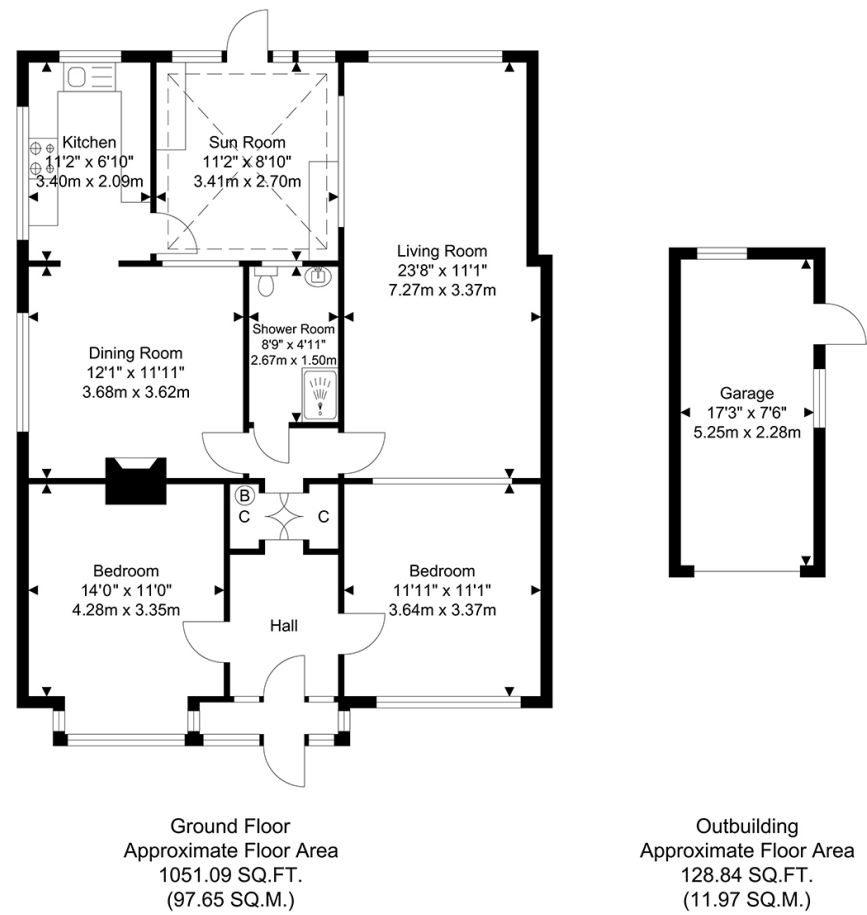 Kitchen
11'2" x 6'10"
3.40m x 2.09m
Sun Room
11'2" x 8'10"
3.41m x 2.70m
Living Room
23'8" x 11'1"
7.27m x 3.37m
Shower Room
8'9" x 4'11"
2.67m x 1.50m
Dining Room
12'1" x 11'11"
3.68m x 3.62m
Garage
17'3" x 7'6"
5.25m x 2.28m
B
C
C
Bedroom
14'0" x 11'0"
4.28m x 3.35m
Bedroom
11'11" x 11'1"
3.64m x 3.37m
Hall
Ground Floor
Approximate Floor Area
1051.09 SQ.FT.
(97.65 SQ.M.)
Outbuilding
Approximate Floor Area
128.84 SQ.FT.
(11.97 SQ.M.)